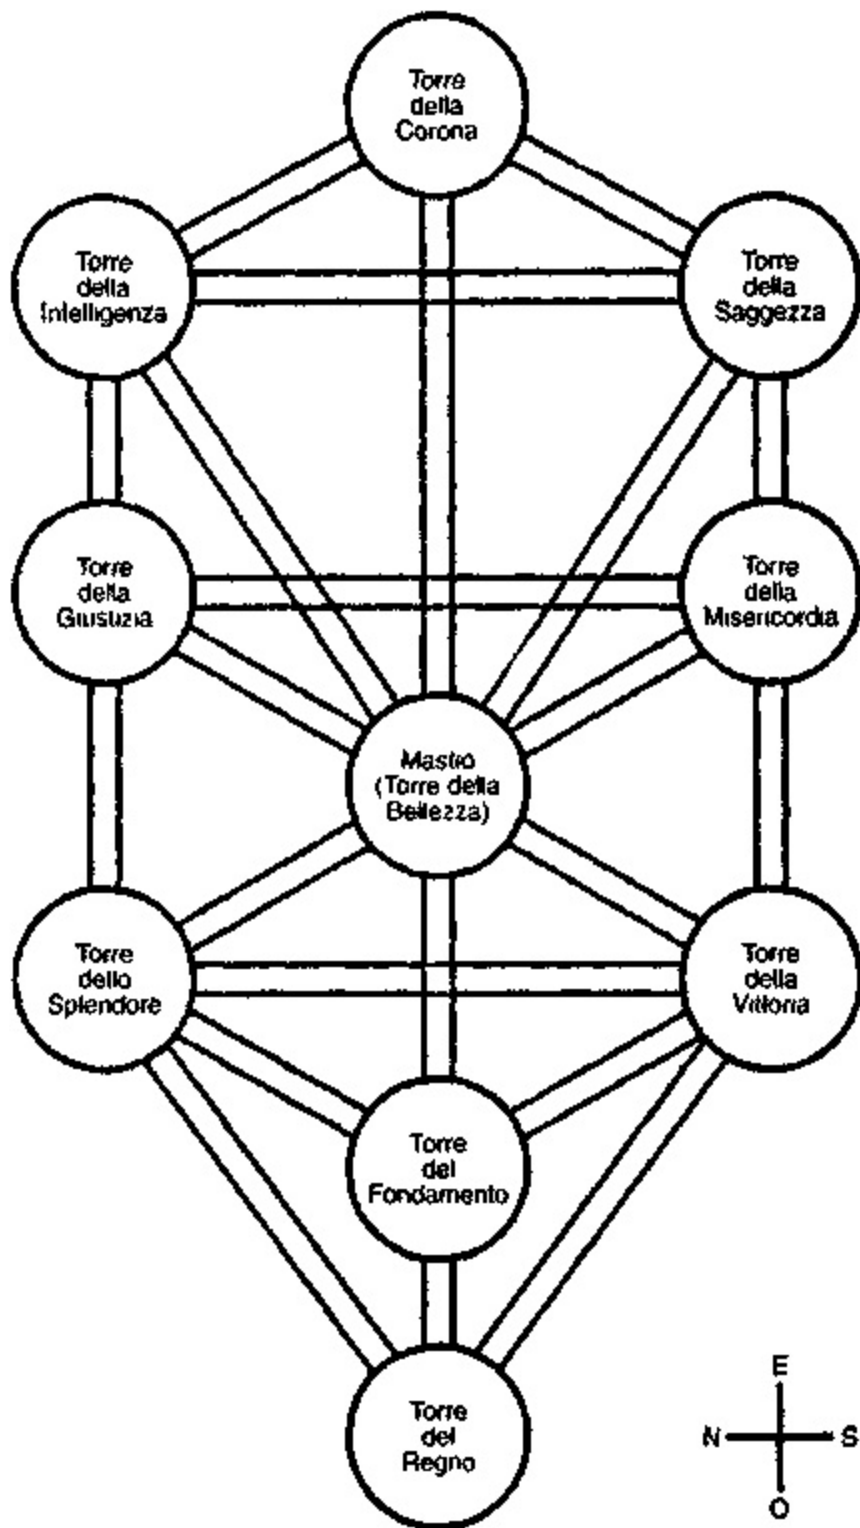 Torre
della
Corona
Torre
della
Intelligenza
Torre
della
Saggezza
Torre
della
Giustizia
Torre
della
Misericordia
Mastio
(Torre della
Bellezza)
Torre
dello
Splendore
Torre
della
Vittoria
Torre
del
Fondamento
Torre
del
Regno
E
N S
O